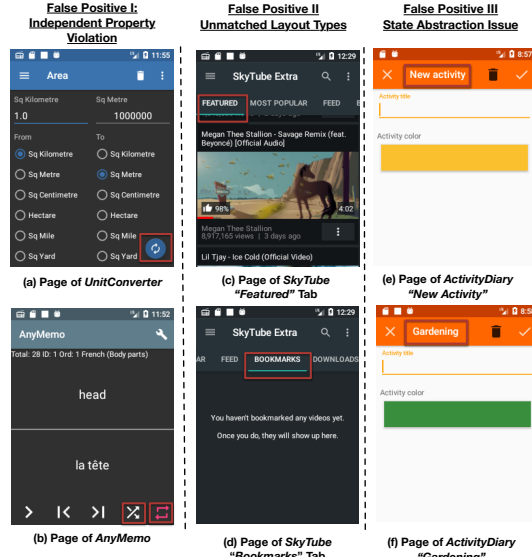 False Positive I:
Independent Property
Violation
11:55
Area
Sq Kilometre
Sq Metre
1.0
1000000
From
To
Sq Kilometre
Sq Kilometre
Sq Metre
Sq Metre
Sq Centimetre
Sq Centimetre
Hectare
Hectare
Sq Mile
Sq Mile
Sq Yard
Sq Yard
(a) Page of UnitConverter
11:52
AnyMemo
Total: 28 ID: 1 Ord: 1 French (Body parts)
head
la tête
(b) Page of AnyMemo
False Positive II
Unmatched Layout Types
12:29
SkyTube Extra
FEATURED
MOST POPULAR
FEED
Megan Thee Stallion - Savage Remix (feat.
Beyoncé) [Official Audio]
98%
4:02
Megan Thee Stallion
8,917,165 views | 3 days ago
Lil Tjay - Ice Cold (Official Video)
(c) Page of SkyTube
“Featured” Tab
12:29
SkyTube Extra
AR
FEED
BOOKMARKS
DOWNLOADS
You haven't bookmarked any videos yet.
Once you do, they will show up here.
(d) Page of SkyTube
“Bookmarks” Tab
False Positive III
State Abstraction Issue
8:57
New activity
Activity title
Activity color
(e) Page of ActivityDiary
“New Activity”
Gardening
Activity title
Activity color
(f) Page of ActivityDiary
“Gardening”